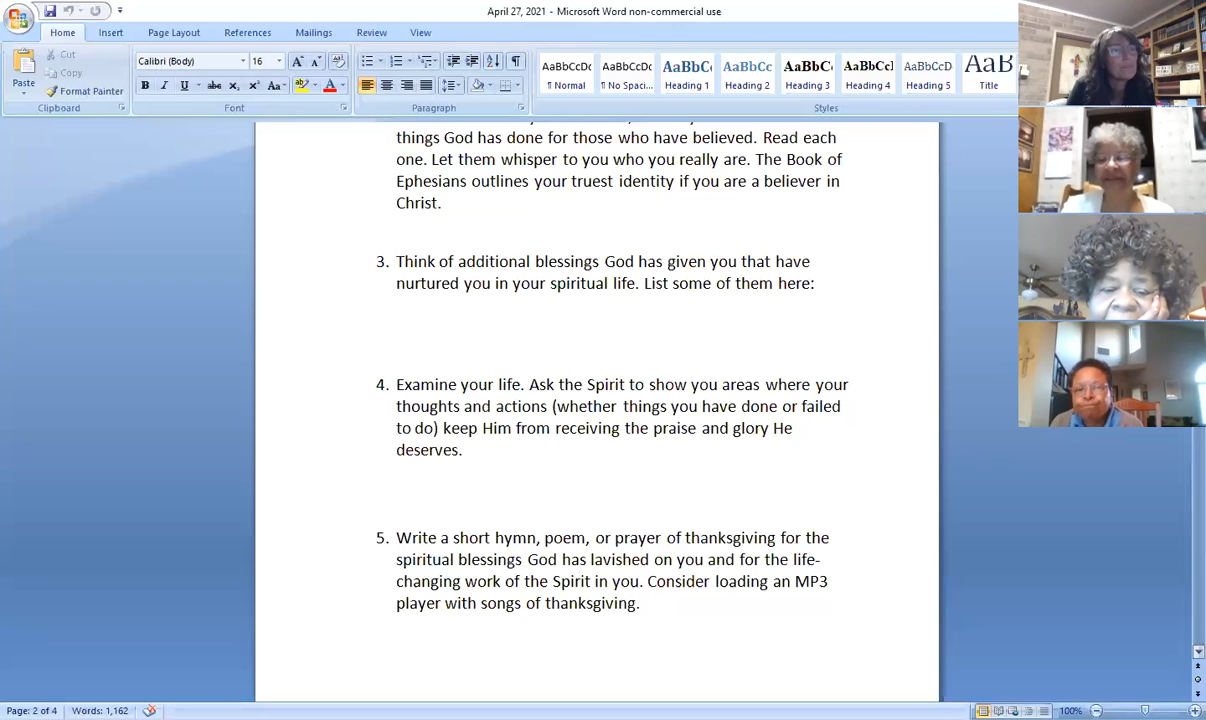 April 27, 2021 - Microsoft Word non-commercial use
Home Insert Page Layout References Mailings Review View
Paste
Cut
Copy
Format Painter
Clipboard
Calibri (Body) 16
Font
Paragraph
AaBbCcDc AaBbCcDc AaBbC AaBbCc AaBbC AaBbCcI AaBbCcD AaB
¶ Normal ¶ No Spaci... Heading 1 Heading 2 Heading 3 Heading 4 Heading 5 Title
Styles
things God has done for those who have believed. Read each
one. Let them whisper to you who you really are. The Book of
Ephesians outlines your truest identity if you are a believer in
Christ.
3. Think of additional blessings God has given you that have
nurtured you in your spiritual life. List some of them here:
4. Examine your life. Ask the Spirit to show you areas where your
thoughts and actions (whether things you have done or failed
to do) keep Him from receiving the praise and glory He
deserves.
5. Write a short hymn, poem, or prayer of thanksgiving for the
spiritual blessings God has lavished on you and for the life-
changing work of the Spirit in you. Consider loading an MP3
player with songs of thanksgiving.
Page: 2 of 4 Words: 1,162 100%